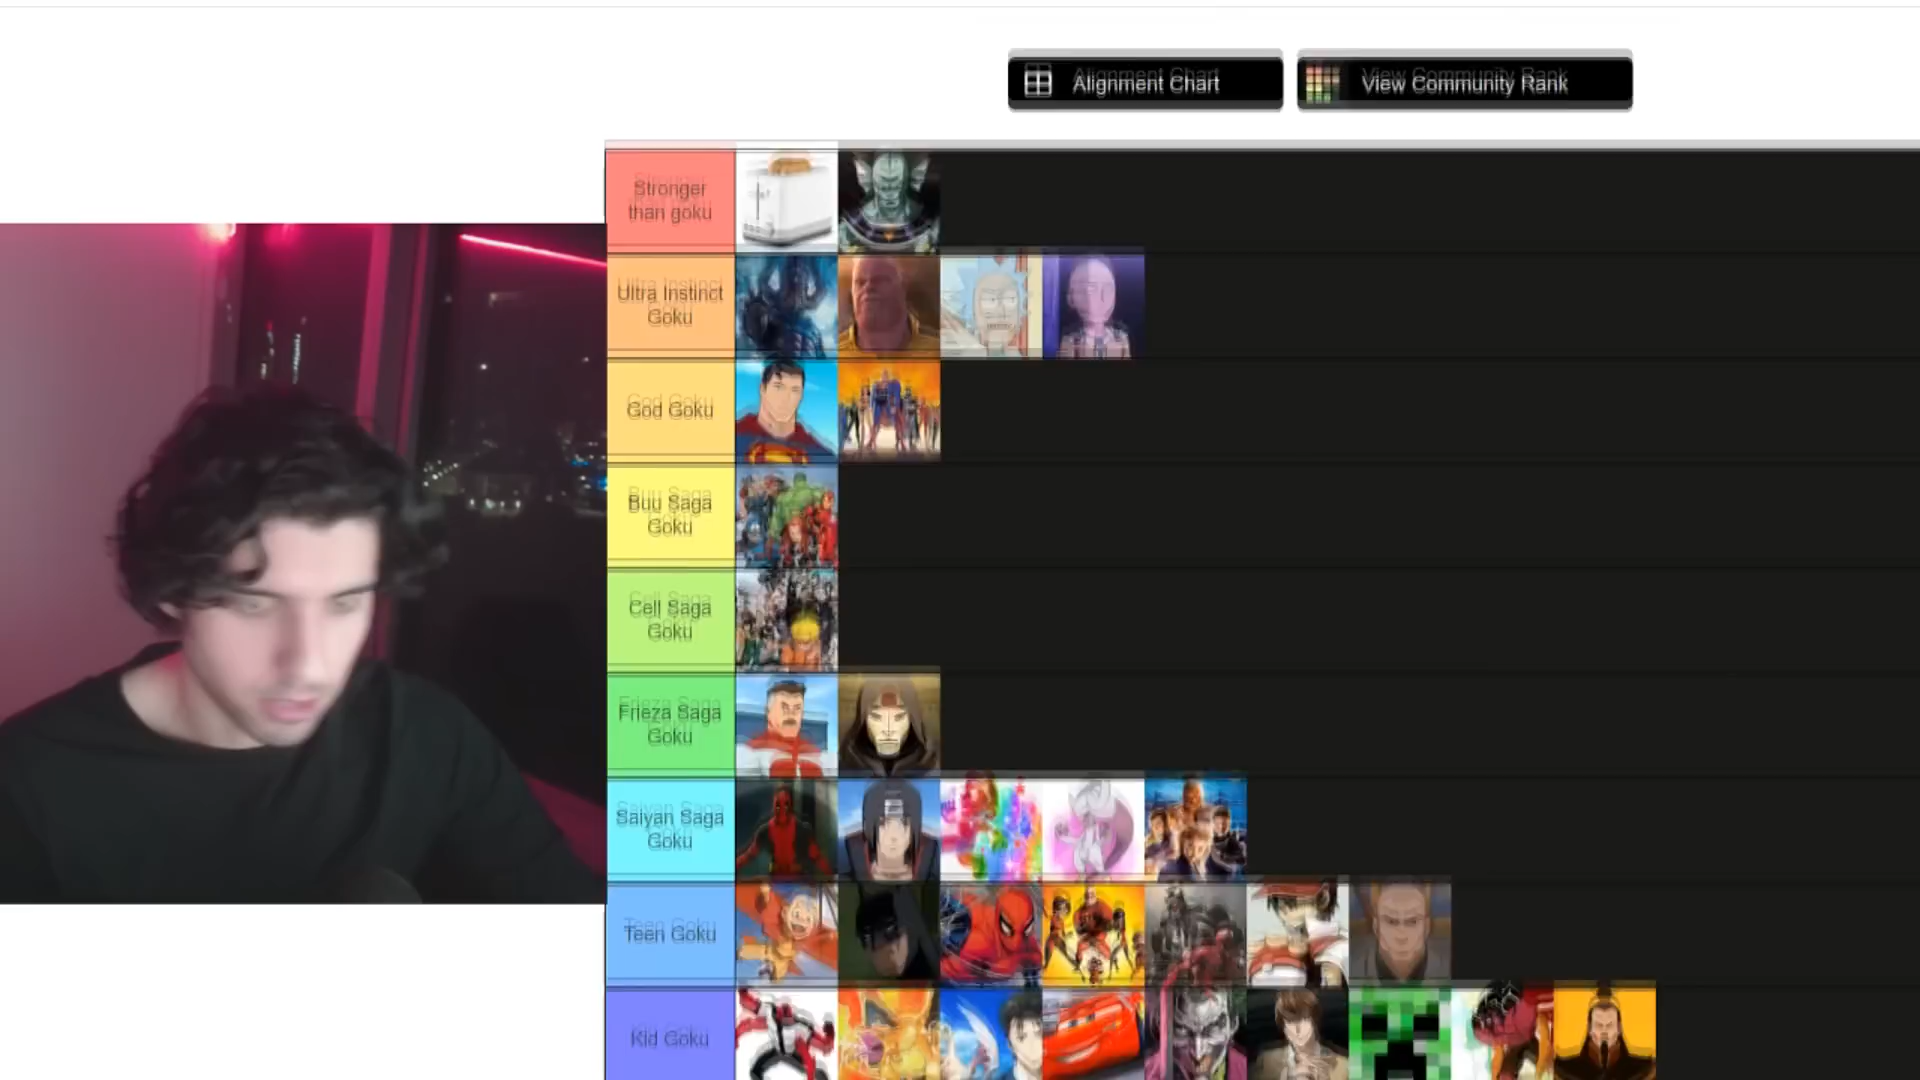 Alignment Chart
View Community Rank
Stronger
than goku
Ultra Instinct
Goku
God Goku
Buu Saga
Goku
Cell Saga
Goku
Frieza Saga
Goku
Saiyan Saga
Goku
Teen Goku
Kid Goku